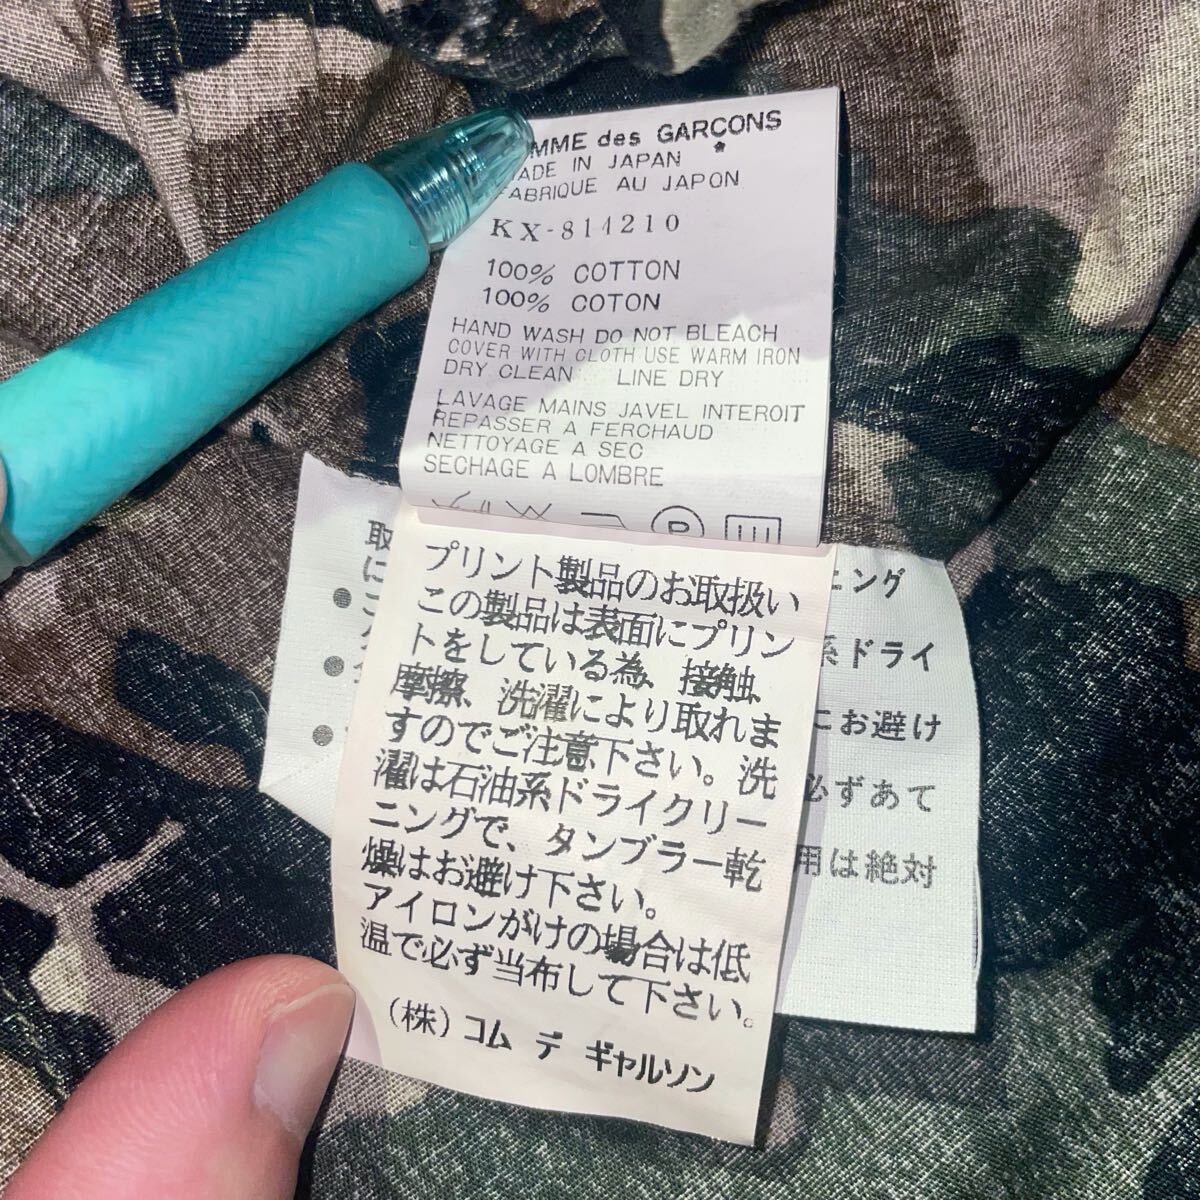 MME des GARÇONS
ADE IN JAPAN
FABRIQUE AU JAPON
KX-814210
100% COTTON
100% COTON
HAND WASH DO NOT BLEACH
COVER WITH CLOTH USE WARM IRON
DRY CLEAN LINE DRY
LAVAGE MAINS JAVEL INTEROIT
REPASSER A FERCHAUD
NETTOYAGE A SEC
SECHAGE A LOMBRE
プリント製品のお取扱い
この製品は表面にプリン
トをしている為、接触、
摩擦、洗濯により取れま
すのでご注意下さい。洗
濯は石油系ドライクリー
ニングで、タンブラー乾
燥はお避け下さい。
アイロンがけの場合は低
温で必ず当布して下さい。
(株) コム デ ギャルソン
取
に
ニング
系ドライ
にお避け
必ずあて
用は絶対